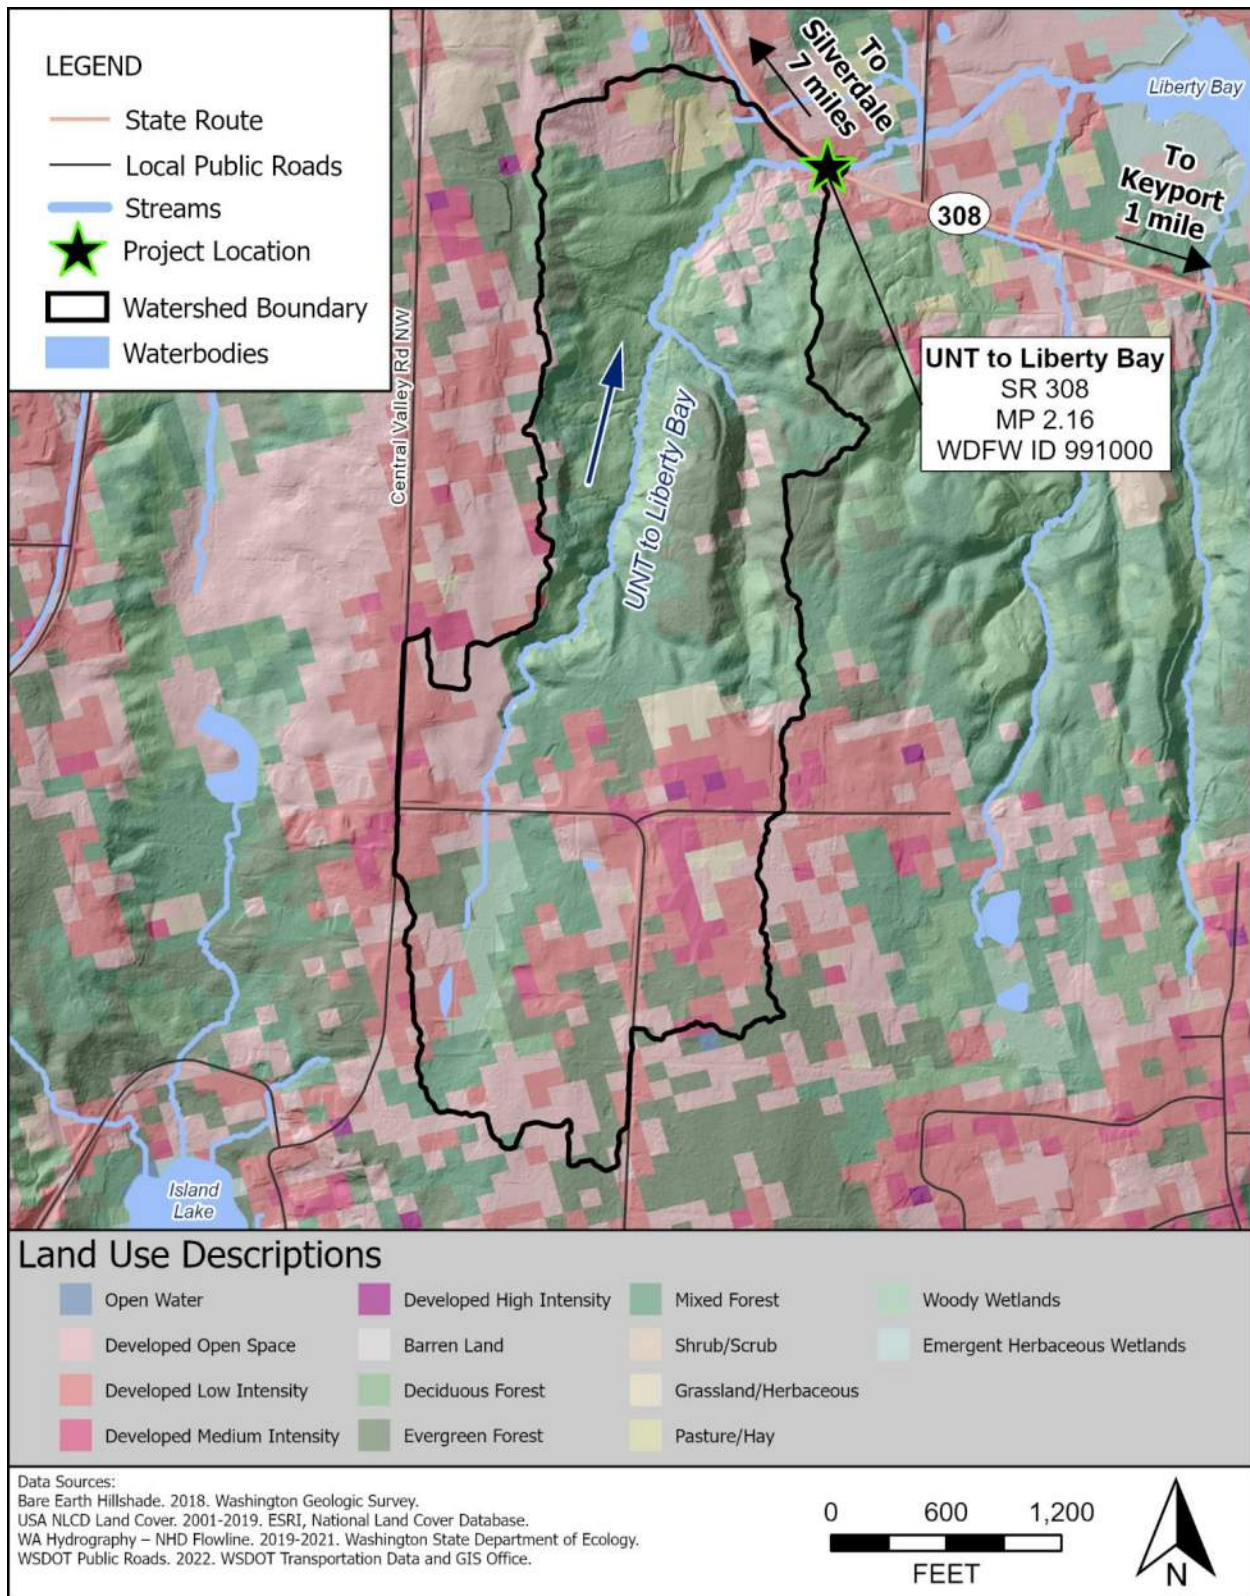 LEGEND
State Route
Local Public Roads
Streams
Project Location
Watershed Boundary
Waterbodies
To
Silverdale
7 miles
Liberty Bay
To
Keyport
1 mile
308
Central Valley Rd NW
UNT to Liberty Bay
SR 308
MP 2.16
WDFW ID 991000
UNT to Liberty Bay
Island
Lake
Land Use Descriptions
Open Water
Developed Open Space
Developed Low Intensity
Developed Medium Intensity
Developed High Intensity
Barren Land
Deciduous Forest
Evergreen Forest
Mixed Forest
Shrub/Scrub
Grassland/Herbaceous
Pasture/Hay
Woody Wetlands
Emergent Herbaceous Wetlands
Data Sources:
Bare Earth Hillshade. 2018. Washington Geologic Survey.
USA NLCD Land Cover. 2001-2019. ESRI, National Land Cover Database.
WA Hydrography – NHD Flowline. 2019-2021. Washington State Department of Ecology.
WSDOT Public Roads. 2022. WSDOT Transportation Data and GIS Office.
0 600 1,200
FEET
N